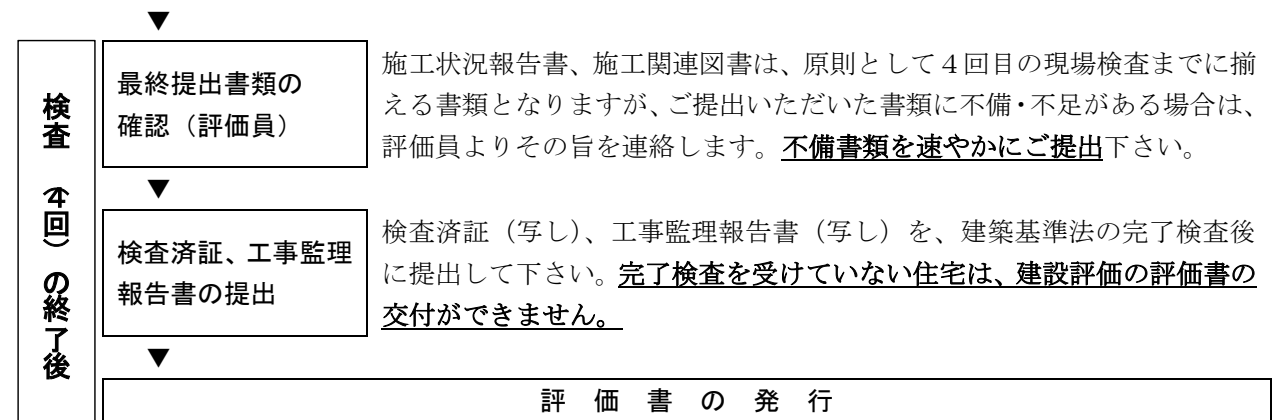 ▼
検査（4回）の終了後
最終提出書類の
確認（評価員）
施工状況報告書、施工関連図書は、原則として４回目の現場検査までに揃
える書類となりますが、ご提出いただいた書類に不備・不足がある場合は、
評価員よりその旨を連絡します。不備書類を速やかにご提出下さい。
▼
検査済証、工事監理
報告書の提出
検査済証（写し）、工事監理報告書（写し）を、建築基準法の完了検査後
に提出して下さい。完了検査を受けていない住宅は、建設評価の評価書の
交付ができません。
▼
評　価　書　の　発　行